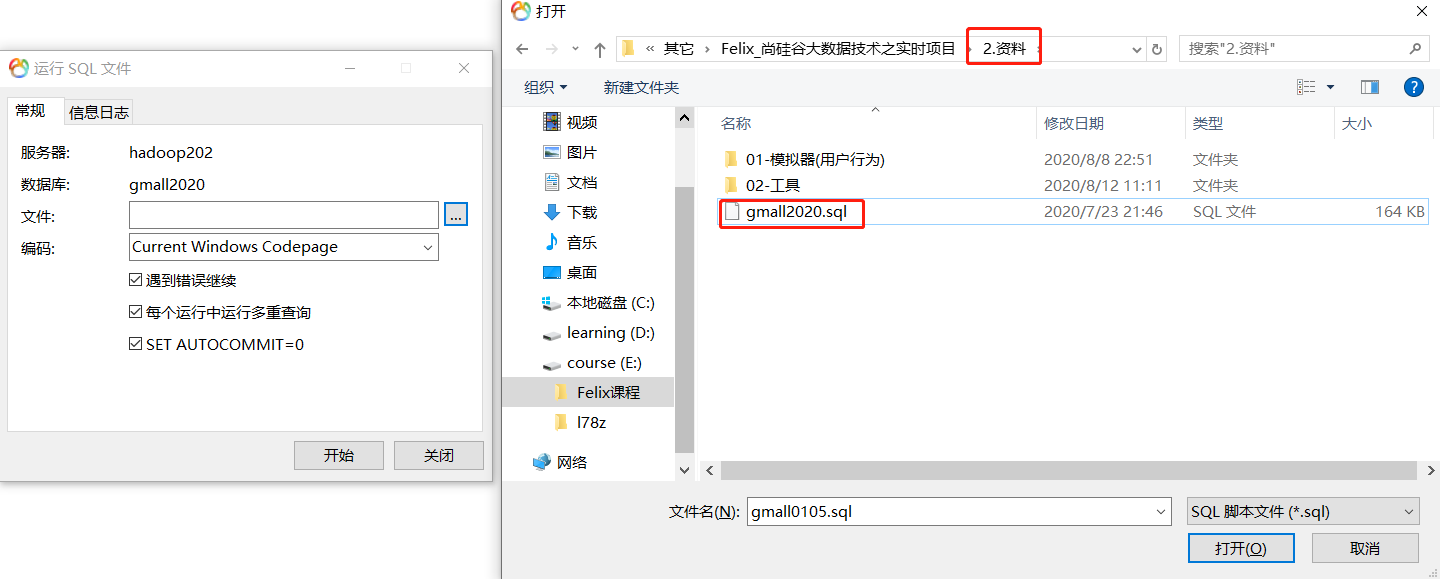 运行 SQL 文件
常规
信息日志
服务器:
hadoop202
数据库:
gmall2020
文件:
...
编码:
Current Windows Codepage
遇到错误继续
每个运行中运行多重查询
SET AUTOCOMMIT=0
开始
关闭
打开
« 其它 › Felix_尚硅谷大数据技术之实时项目 › 2.资料 ›
搜索"2.资料"
组织
新建文件夹
?
视频
图片
文档
下载
音乐
桌面
本地磁盘 (C:)
learning (D:)
course (E:)
Felix课程
l78z
网络
名称 修改日期 类型 大小
01-模拟器(用户行为) 2020/8/8 22:51 文件夹
02-工具 2020/8/12 11:11 文件夹
gmall2020.sql 2020/7/23 21:46 SQL 文件 164 KB
文件名(N):
gmall0105.sql
SQL 脚本文件 (*.sql)
打开(O)
取消